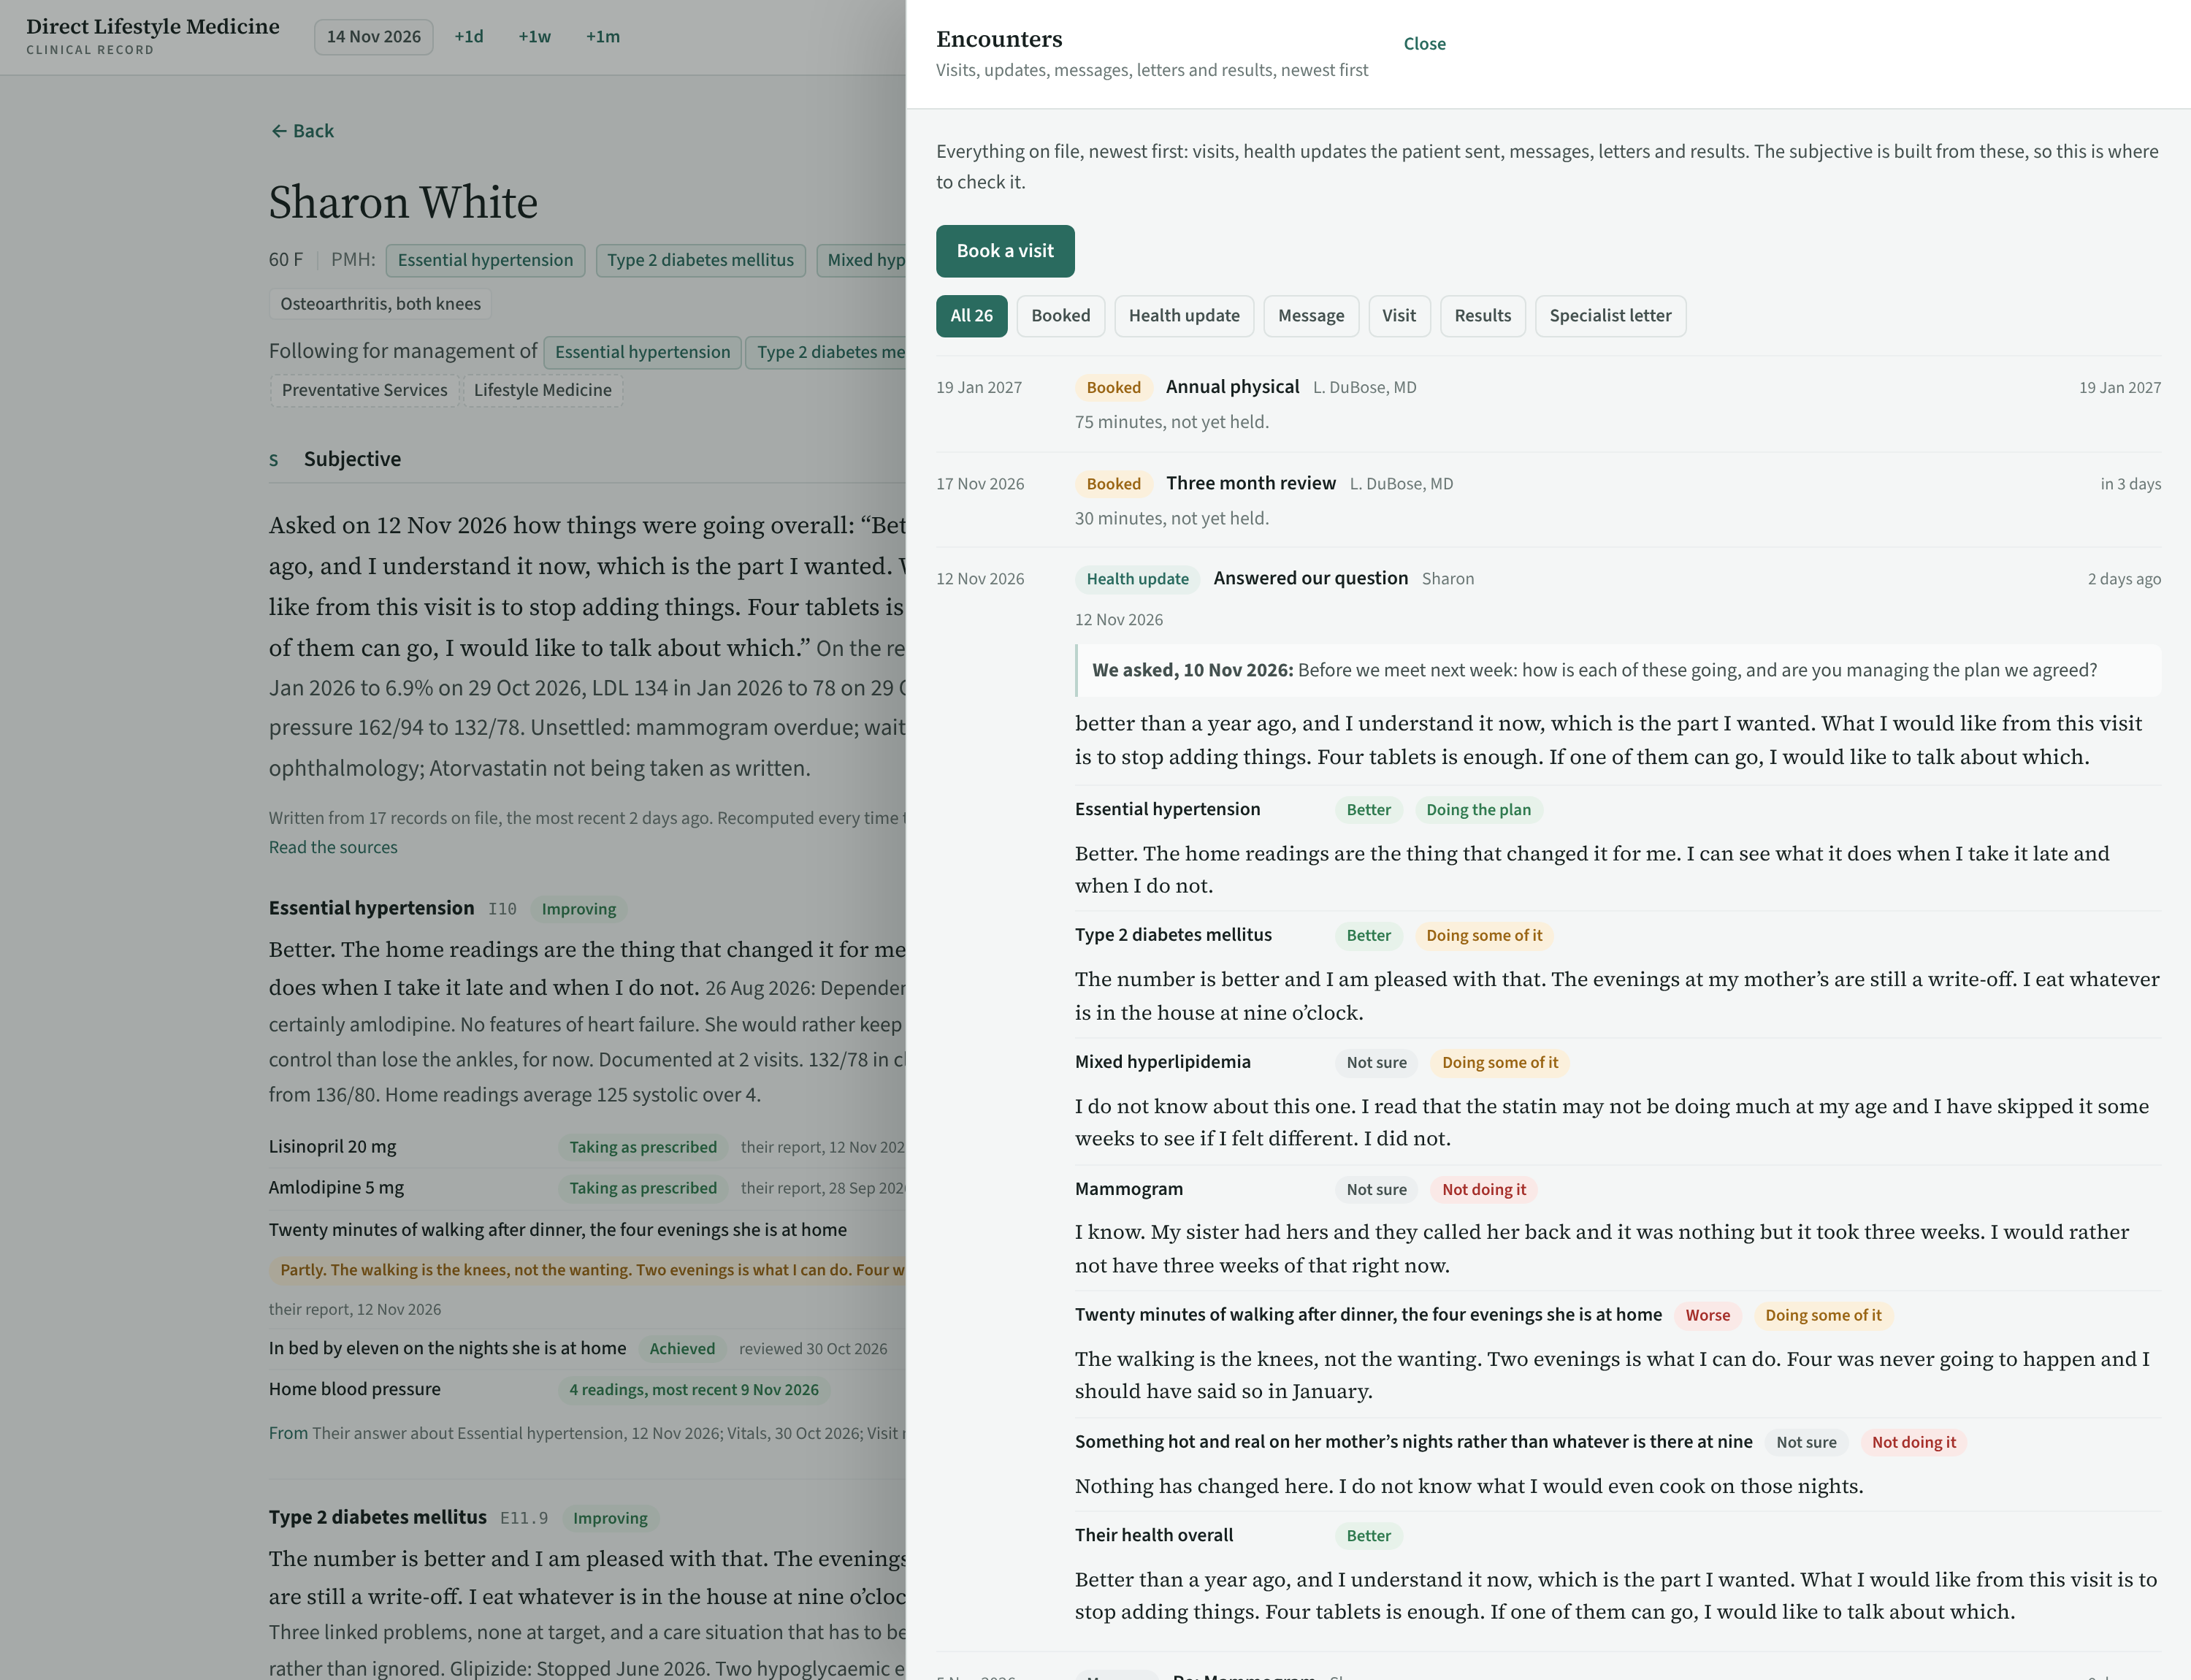 Direct Lifestyle Medicine
CLINICAL RECORD
14 Nov 2026 +1d +1w +1m
← Back
Sharon White
60 F | PMH: Essential hypertension Type 2 diabetes mellitus Mixed hyp
Osteoarthritis, both knees
Following for management of Essential hypertension Type 2 diabetes me
Preventative Services Lifestyle Medicine
S Subjective
Asked on 12 Nov 2026 how things were going overall: “Bet
ago, and I understand it now, which is the part I wanted. W
like from this visit is to stop adding things. Four tablets is
of them can go, I would like to talk about which.” On the re
Jan 2026 to 6.9% on 29 Oct 2026, LDL 134 in Jan 2026 to 78 on 29 O
pressure 162/94 to 132/78. Unsettled: mammogram overdue; wait
ophthalmology; Atorvastatin not being taken as written.
Written from 17 records on file, the most recent 2 days ago. Recomputed every time t
Read the sources
Essential hypertension I10 Improving
Better. The home readings are the thing that changed it for me
does when I take it late and when I do not. 26 Aug 2026: Depender
certainly amlodipine. No features of heart failure. She would rather keep
control than lose the ankles, for now. Documented at 2 visits. 132/78 in cl
from 136/80. Home readings average 125 systolic over 4.
Lisinopril 20 mg Taking as prescribed their report, 12 Nov 202
Amlodipine 5 mg Taking as prescribed their report, 28 Sep 202
Twenty minutes of walking after dinner, the four evenings she is at home
Partly. The walking is the knees, not the wanting. Two evenings is what I can do. Four w
their report, 12 Nov 2026
In bed by eleven on the nights she is at home Achieved reviewed 30 Oct 2026
Home blood pressure 4 readings, most recent 9 Nov 2026
From Their answer about Essential hypertension, 12 Nov 2026; Vitals, 30 Oct 2026; Visit
Type 2 diabetes mellitus E11.9 Improving
The number is better and I am pleased with that. The evenings
are still a write-off. I eat whatever is in the house at nine o’cloc
Three linked problems, none at target, and a care situation that has to be
rather than ignored. Glipizide: Stopped June 2026. Two hypoglycaemic e
Encounters
Close
Visits, updates, messages, letters and results, newest first
Everything on file, newest first: visits, health updates the patient sent, messages, letters and results. The subjective is built from these, so this is where
to check it.
Book a visit
All 26 Booked Health update Message Visit Results Specialist letter
19 Jan 2027 Booked Annual physical L. DuBose, MD 19 Jan 2027
75 minutes, not yet held.
17 Nov 2026 Booked Three month review L. DuBose, MD in 3 days
30 minutes, not yet held.
12 Nov 2026 Health update Answered our question Sharon 2 days ago
12 Nov 2026
We asked, 10 Nov 2026: Before we meet next week: how is each of these going, and are you managing the plan we agreed?
better than a year ago, and I understand it now, which is the part I wanted. What I would like from this visit
is to stop adding things. Four tablets is enough. If one of them can go, I would like to talk about which.
Essential hypertension Better Doing the plan
Better. The home readings are the thing that changed it for me. I can see what it does when I take it late and
when I do not.
Type 2 diabetes mellitus Better Doing some of it
The number is better and I am pleased with that. The evenings at my mother’s are still a write-off. I eat whatever
is in the house at nine o’clock.
Mixed hyperlipidemia Not sure Doing some of it
I do not know about this one. I read that the statin may not be doing much at my age and I have skipped it some
weeks to see if I felt different. I did not.
Mammogram Not sure Not doing it
I know. My sister had hers and they called her back and it was nothing but it took three weeks. I would rather
not have three weeks of that right now.
Twenty minutes of walking after dinner, the four evenings she is at home Worse Doing some of it
The walking is the knees, not the wanting. Two evenings is what I can do. Four was never going to happen and I
should have said so in January.
Something hot and real on her mother’s nights rather than whatever is there at nine Not sure Not doing it
Nothing has changed here. I do not know what I would even cook on those nights.
Their health overall Better
Better than a year ago, and I understand it now, which is the part I wanted. What I would like from this visit is to
stop adding things. Four tablets is enough. If one of them can go, I would like to talk about which.